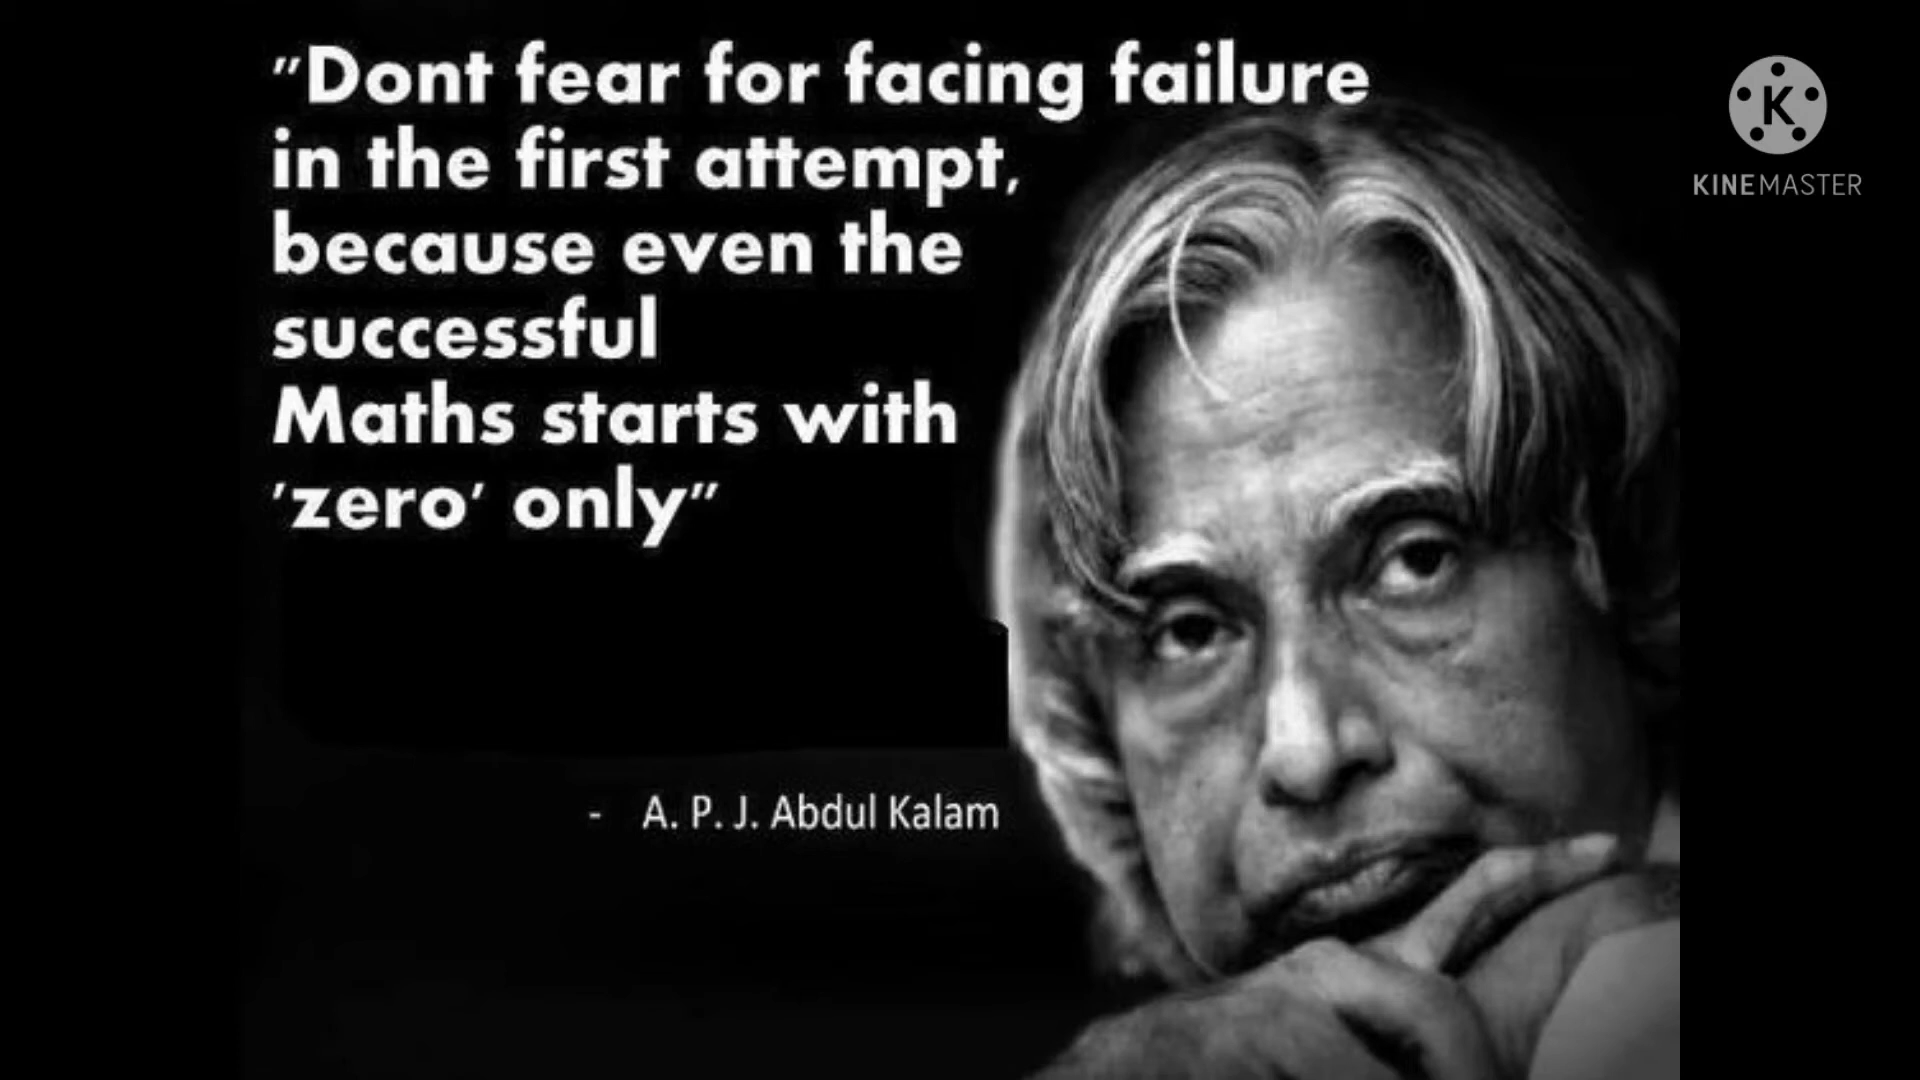 "Dont fear for facing failure
in the first attempt,
because even the
successful
Maths starts with
'zero' only"
- A. P. J. Abdul Kalam
K
KINEMASTER